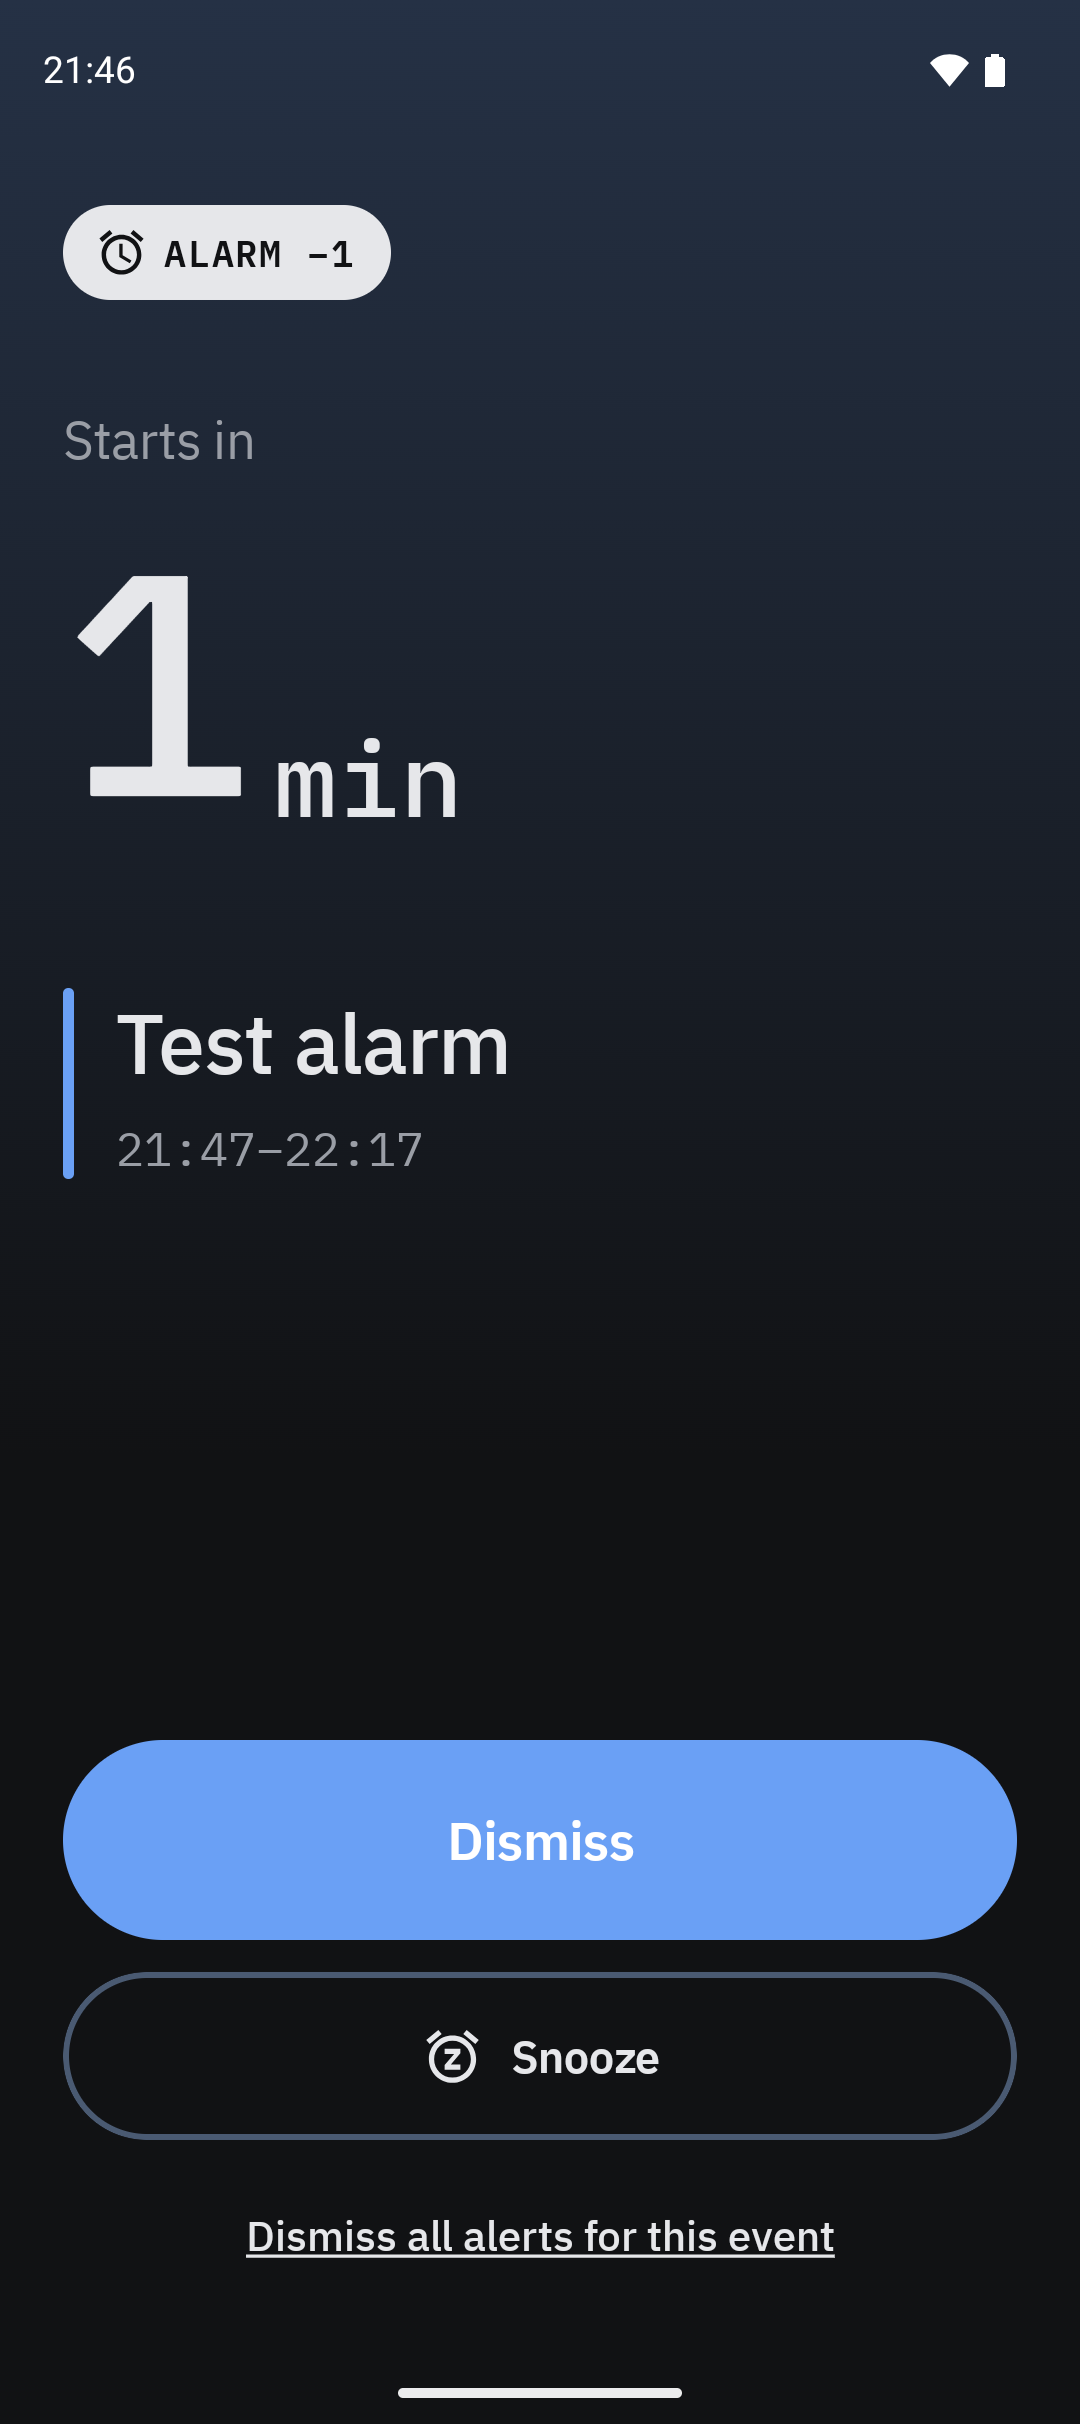 21:46
ALARM −1
Starts in
1 min
Test alarm
21:47–22:17
Dismiss
Snooze
Dismiss all alerts for this event